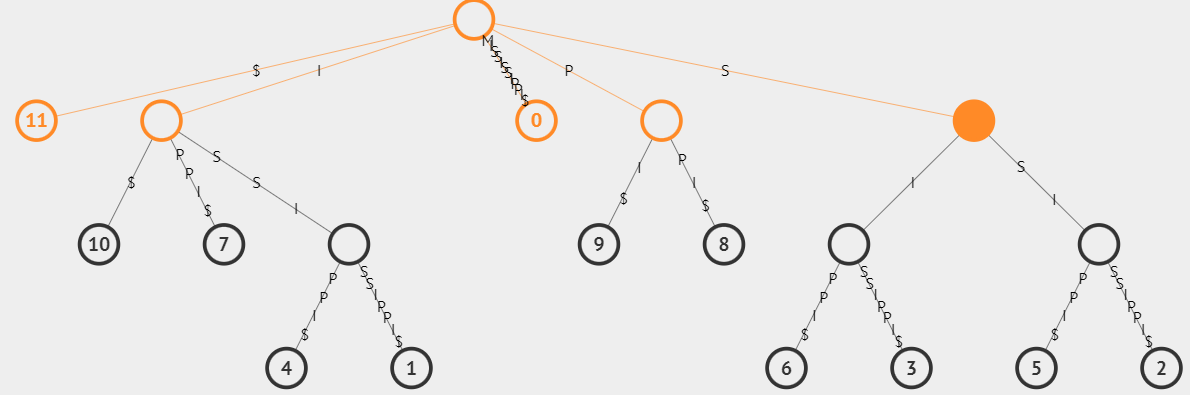 $ I MISSISSIPPI$ P S
11 0
$ PPI$ SSI I$ PI$ I SI
10 7 9 8
PPI$ SSIPPI$ PPI$ SSIPPI$ PPI$ SSIPPI$
4 1 6 3 5 2